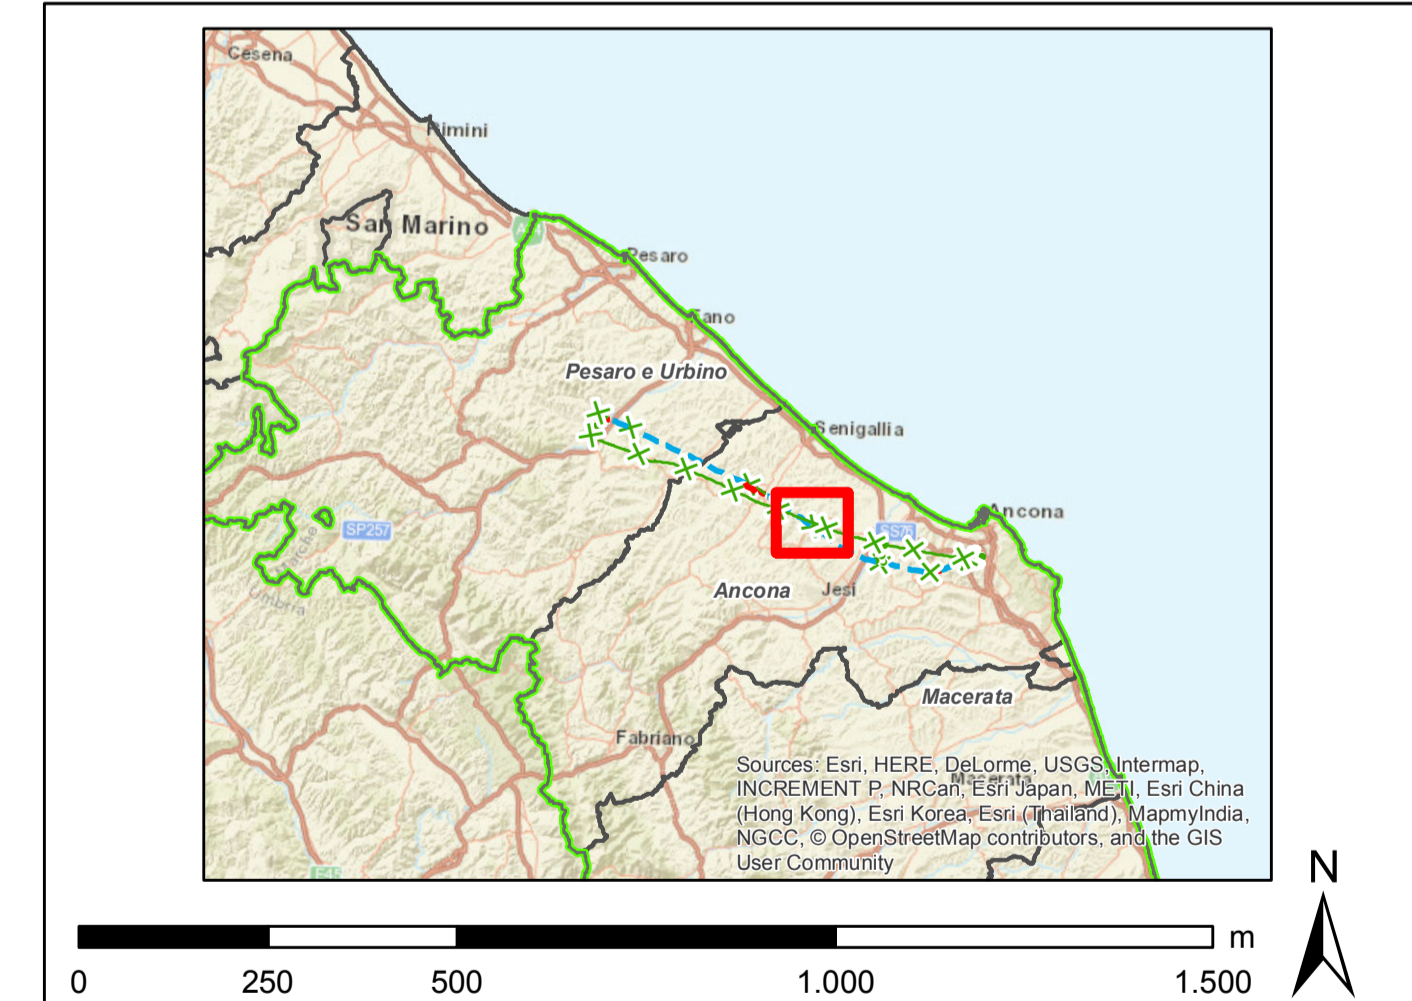 Cesena
Rimini
San Marino
Pesaro
Fano
Pesaro e Urbino
Senigallia
Ancona
SP257
SS76
Umbria
Ancona
Jesi
Macerata
Fabriano
Macerata
Sources: Esri, HERE, DeLorme, USGS, Intermap,
INCREMENT P, NRCan, Esri Japan, METI, Esri China
(Hong Kong), Esri Korea, Esri (Thailand), MapmyIndia,
NGCC, © OpenStreetMap contributors, and the GIS
User Community
E45
N
m
0 250 500 1.000 1.500